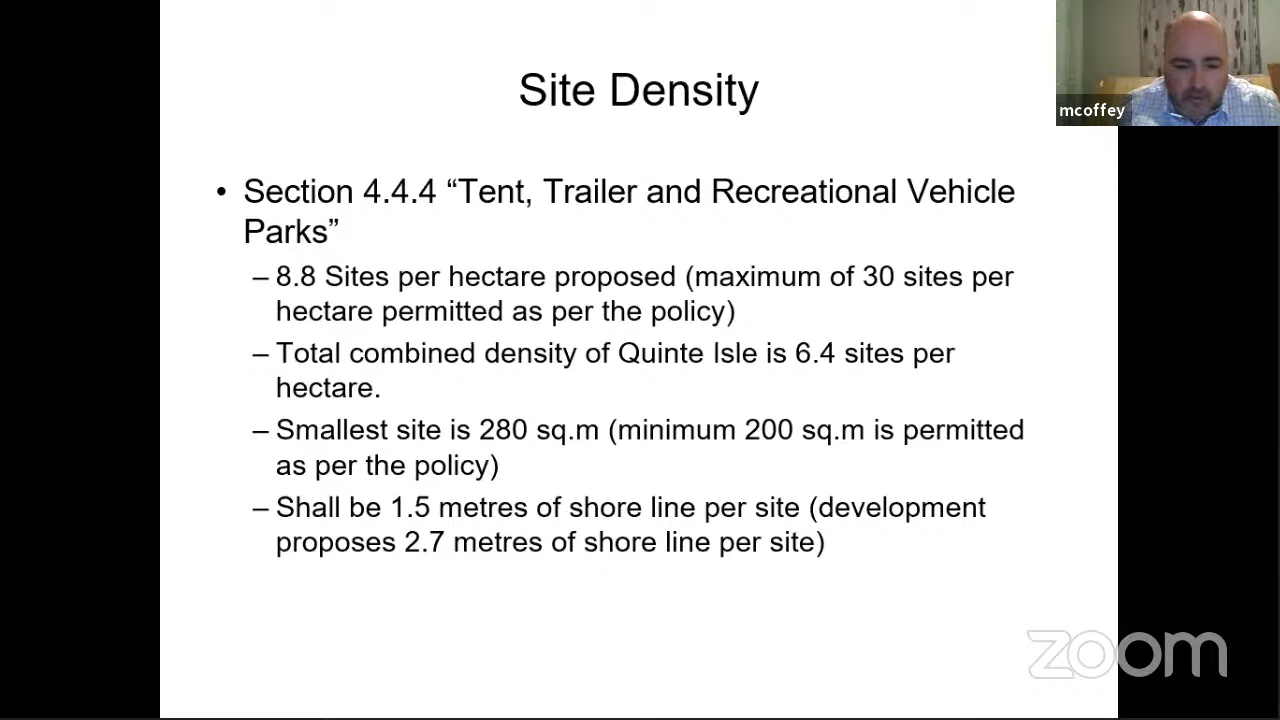 Site Density
• Section 4.4.4 “Tent, Trailer and Recreational Vehicle
Parks”
– 8.8 Sites per hectare proposed (maximum of 30 sites per
hectare permitted as per the policy)
– Total combined density of Quinte Isle is 6.4 sites per
hectare.
– Smallest site is 280 sq.m (minimum 200 sq.m is permitted
as per the policy)
– Shall be 1.5 metres of shore line per site (development
proposes 2.7 metres of shore line per site)
mcoffey
zoom